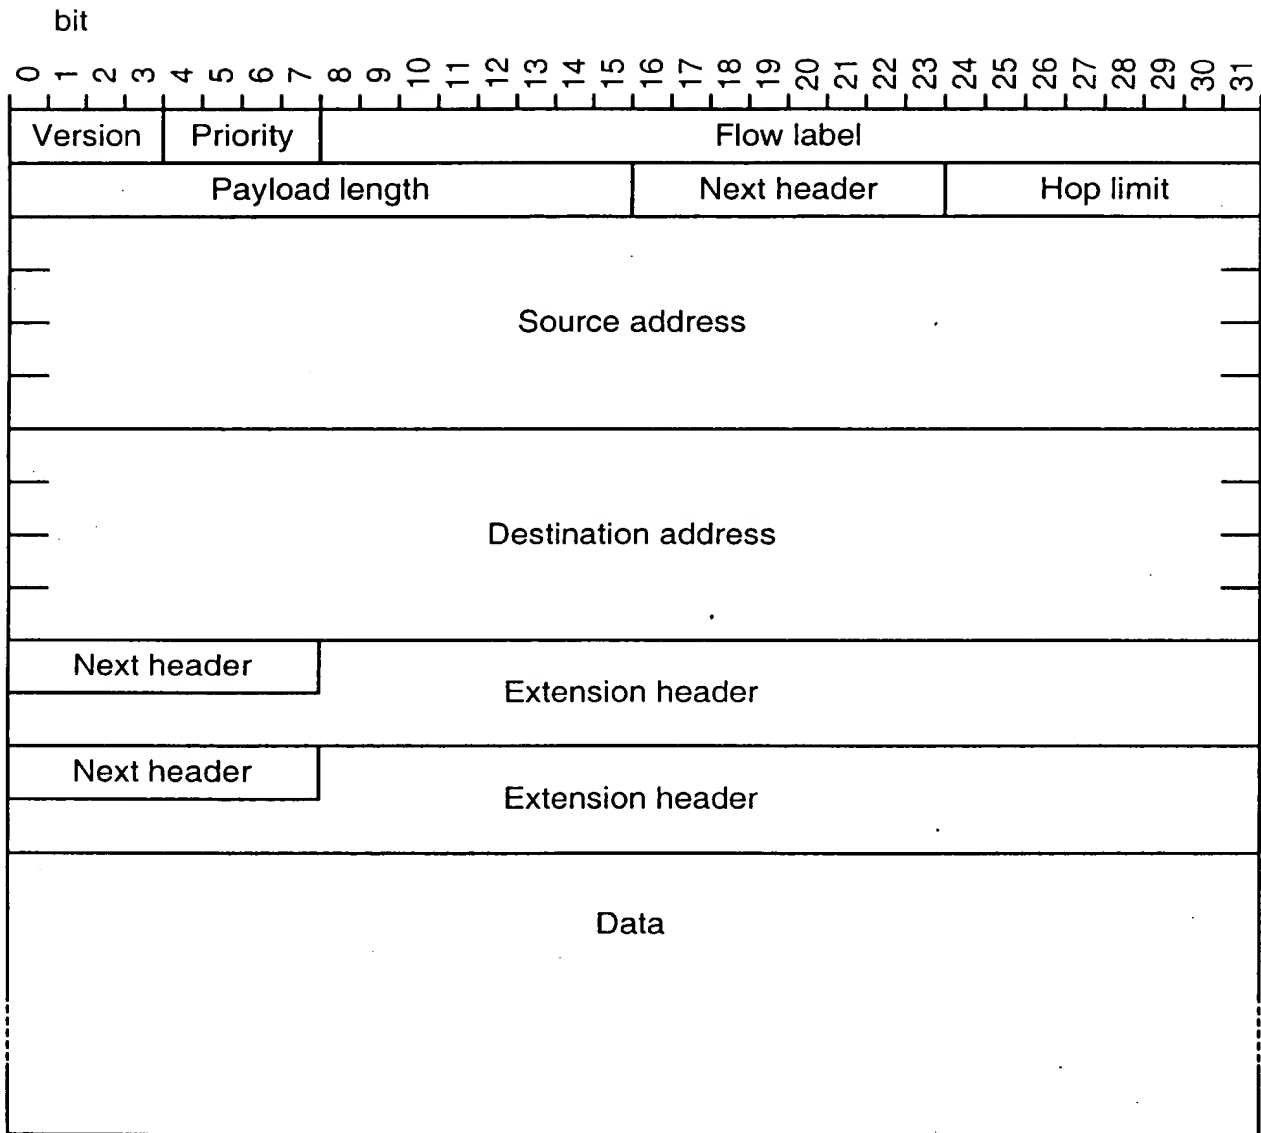 bit
0 1 2 3 4 5 6 7 8 9 10 11 12 13 14 15 16 17 18 19 20 21 22 23 24 25 26 27 28 29 30 31
Version Priority Flow label
Payload length Next header Hop limit
Source address
Destination address
Next header
Extension header
Next header
Extension header
Data